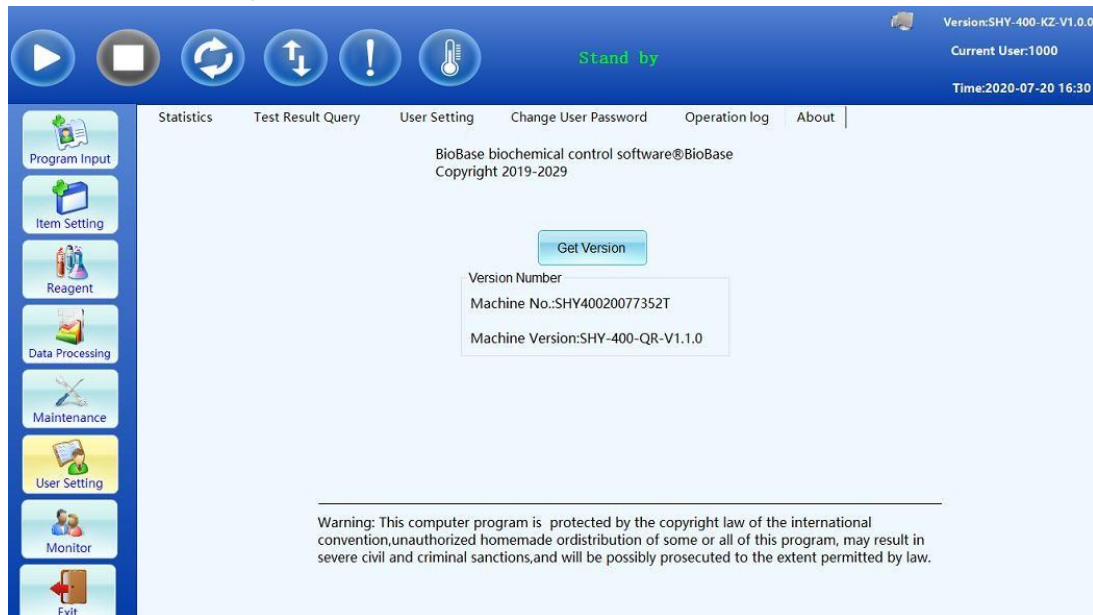 Version:SHY-400-KZ-V1.0.0
Stand by
Current User:1000
Time:2020-07-20 16:30
Statistics Test Result Query User Setting Change User Password Operation log About
Program Input
Item Setting
Reagent
Data Processing
Maintenance
User Setting
Monitor
Exit
BioBase biochemical control software®BioBase
Copyright 2019-2029
Get Version
Version Number
Machine No.:SHY40020077352T
Machine Version:SHY-400-QR-V1.1.0
Warning: This computer program is protected by the copyright law of the international
convention,unauthorized homemade ordistribution of some or all of this program, may result in
severe civil and criminal sanctions,and will be possibly prosecuted to the extent permitted by law.